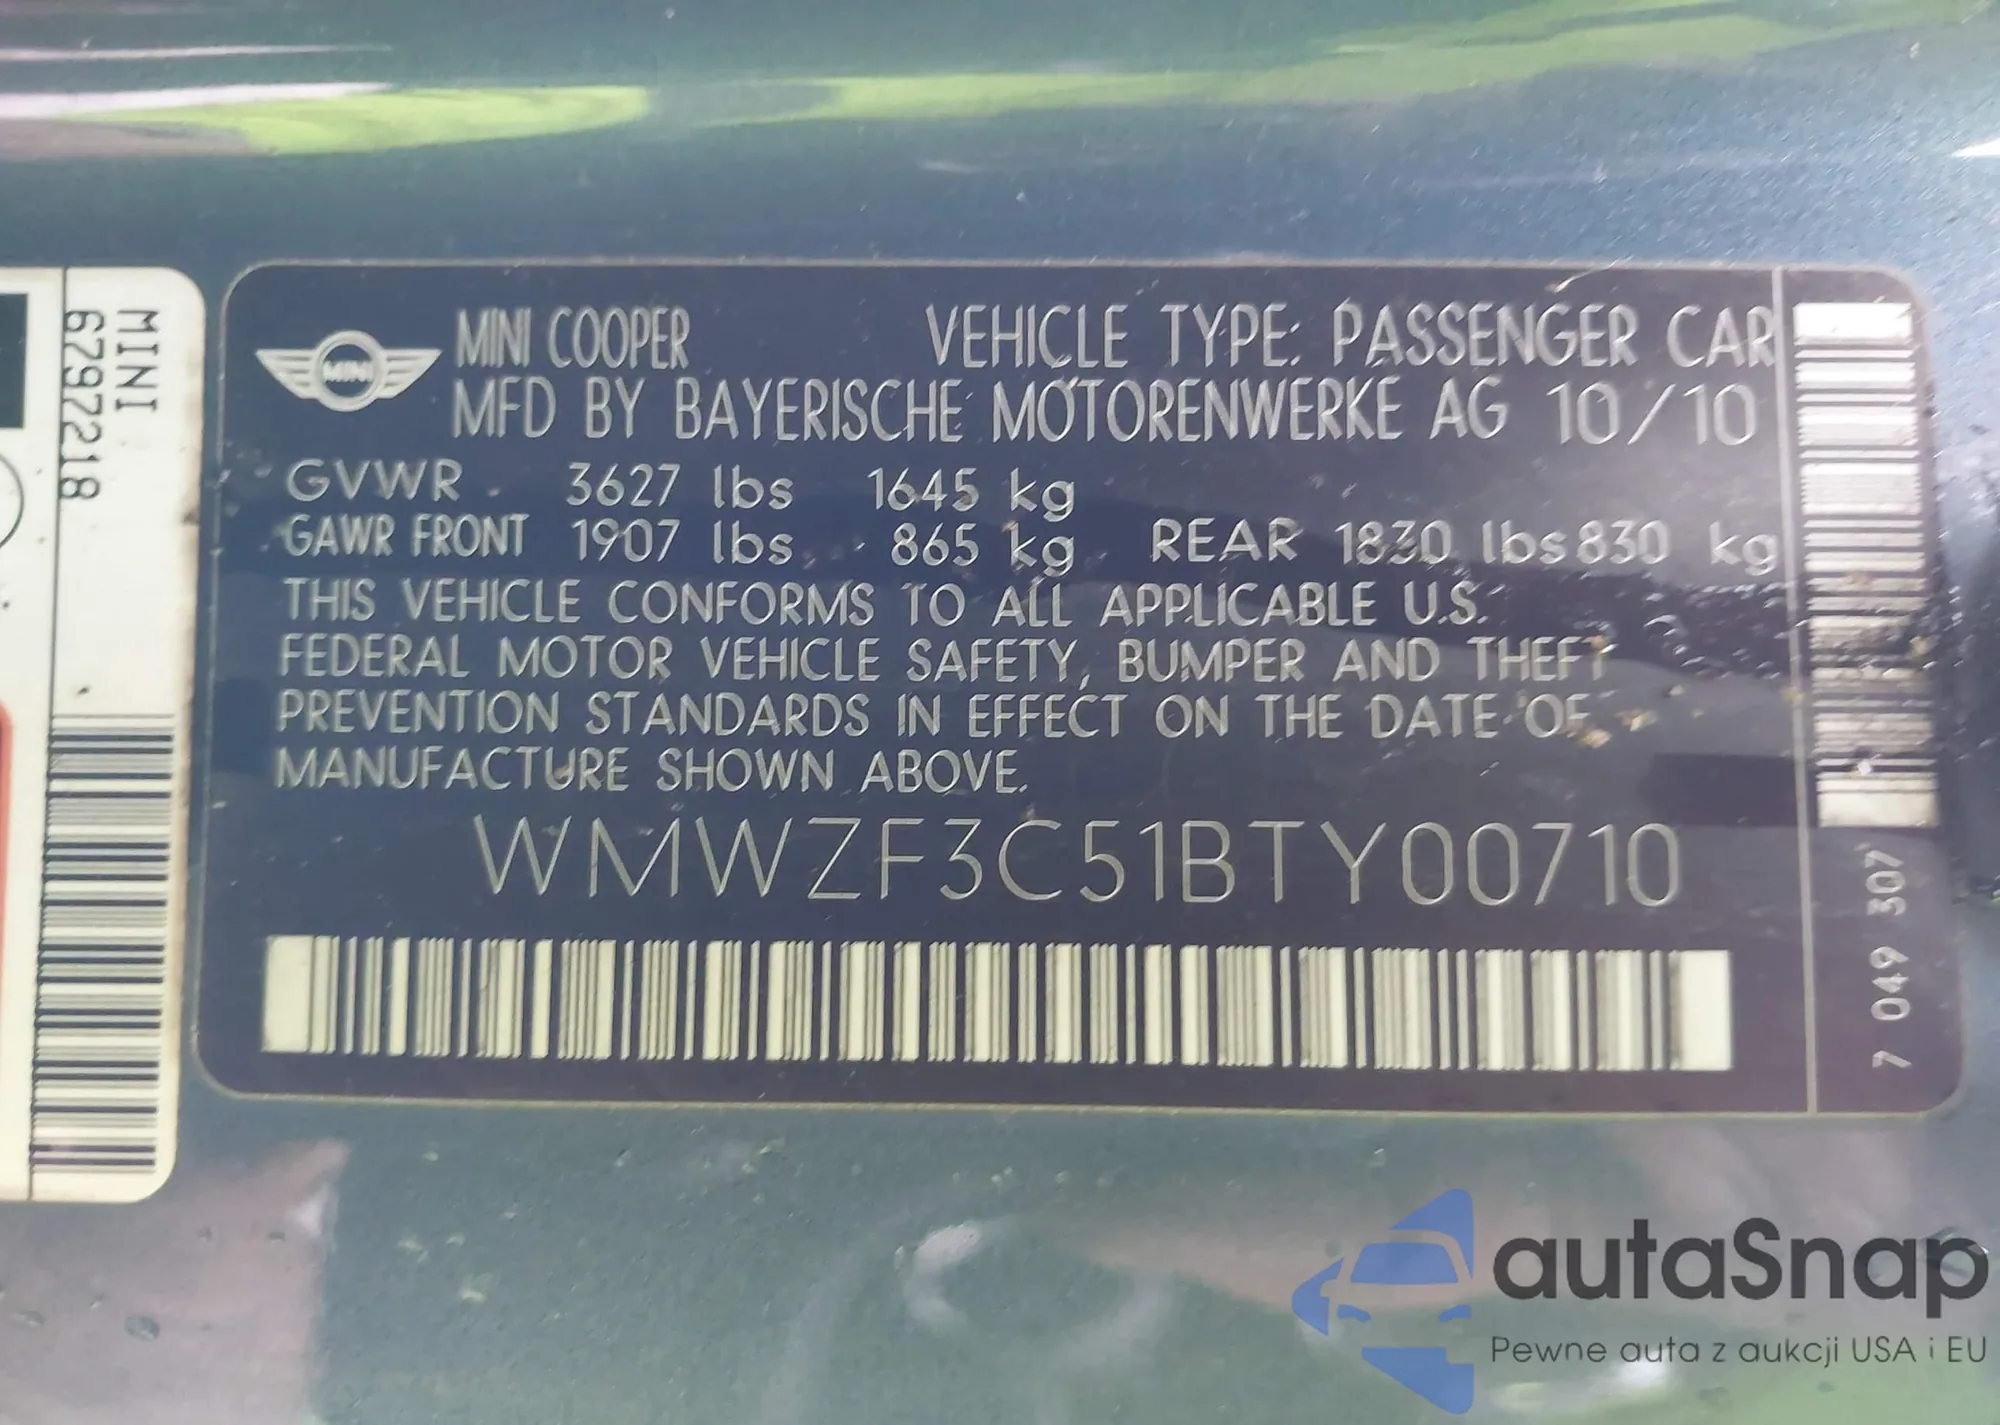 MINI
6297218
MINI
MINI COOPER VEHICLE TYPE: PASSENGER CAR
MFD BY BAYERISCHE MOTORENWERKE AG 10/10
GVWR 3627 lbs 1645 kg
GAWR FRONT 1907 lbs 865 kg REAR 1830 lbs 830 kg
THIS VEHICLE CONFORMS TO ALL APPLICABLE U.S.
FEDERAL MOTOR VEHICLE SAFETY, BUMPER AND THEFT
PREVENTION STANDARDS IN EFFECT ON THE DATE OF
MANUFACTURE SHOWN ABOVE.
WMWZF3C51BTY00710
7 049 307
autaSnap
Pewne auta z aukcji USA i EU